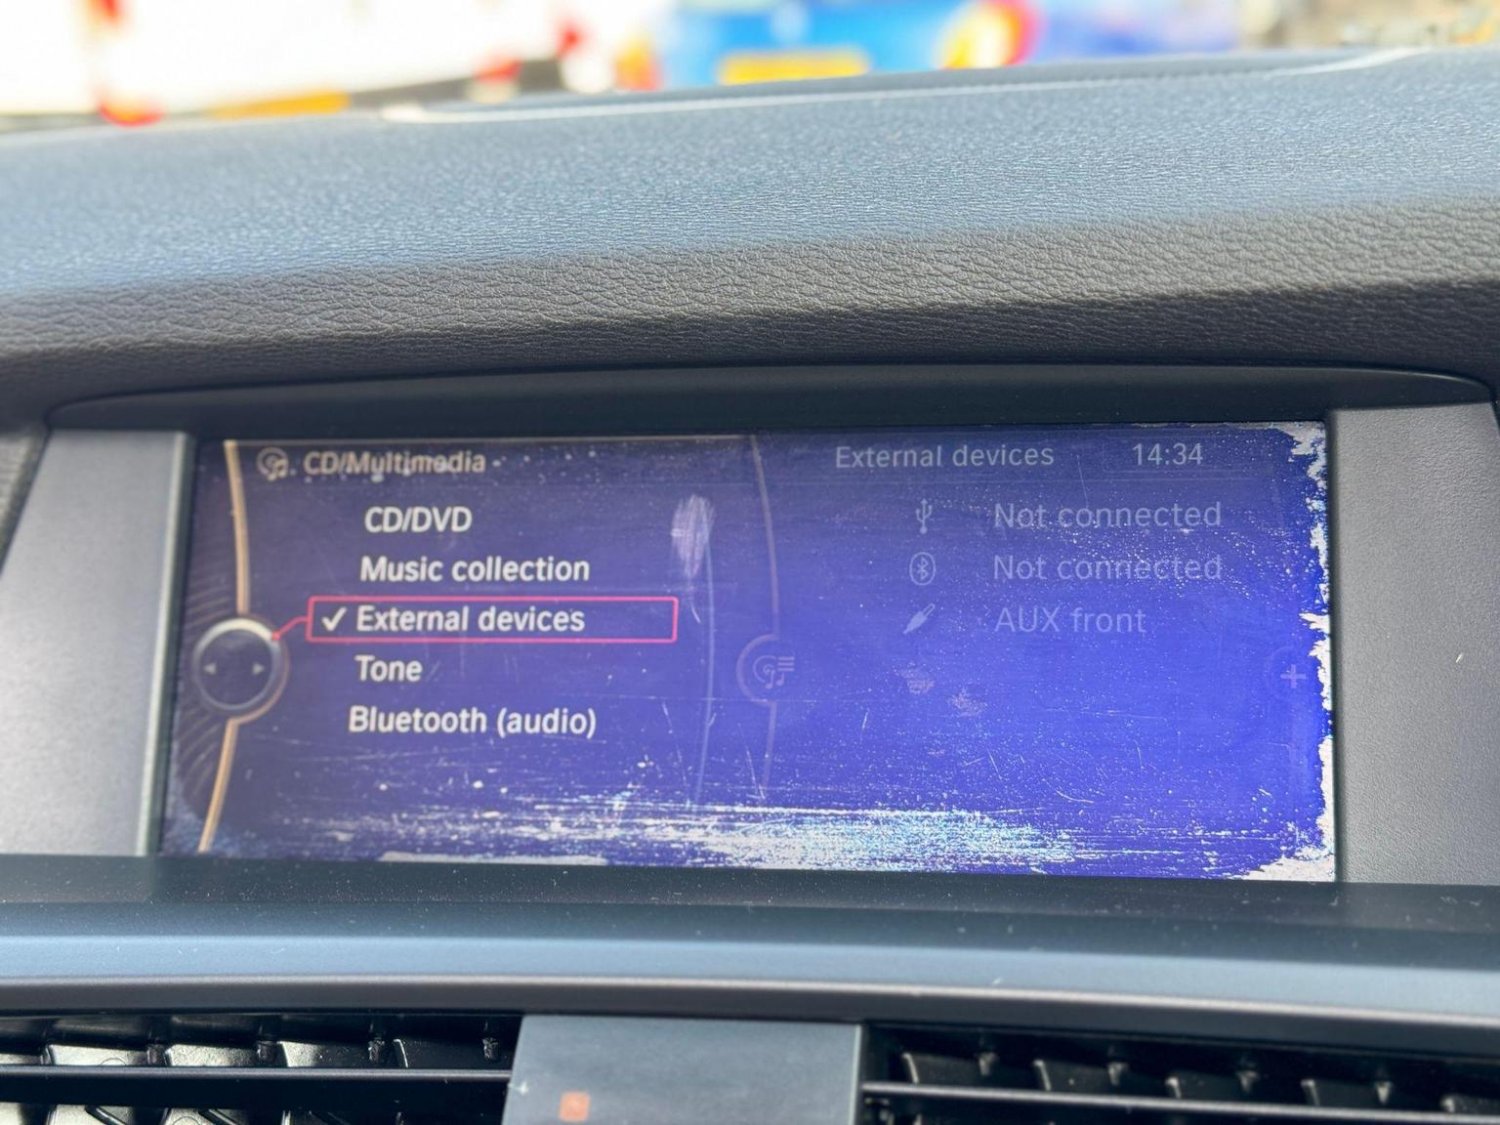 CD/Multimedia
CD/DVD
Music collection
✓ External devices
Tone
Bluetooth (audio)
External devices 14:34
Not connected
Not connected
AUX front